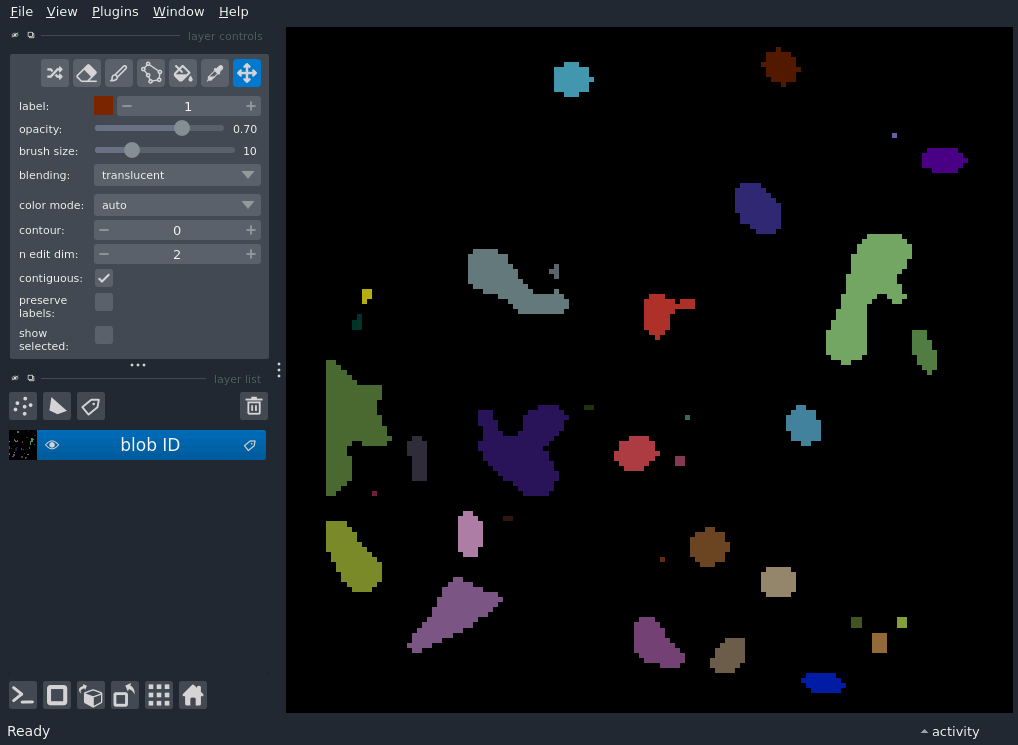 File View Plugins Window Help
layer controls
label: 1
opacity: 0.70
brush size: 10
blending: translucent
color mode: auto
contour: 0
n edit dim: 2
contiguous:
preserve
labels:
show
selected:
layer list
blob ID
Ready
activity